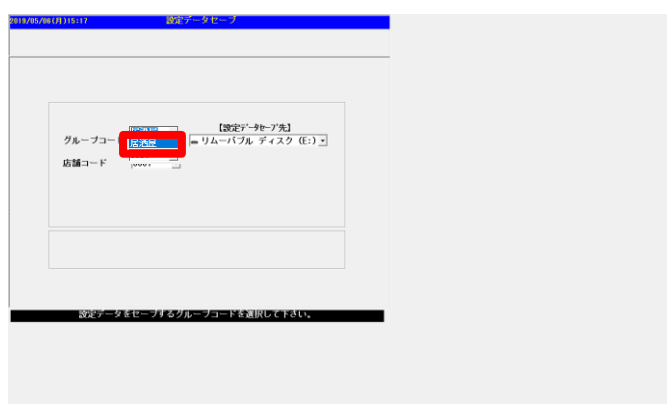 2019/05/06(月)15:17 設定データセーブ
【設定ﾃﾞｰﾀｾｰﾌﾞ先】
グループコード リムーバブル ディスク (E:)
居酒屋
店舗コード 0001
設定データをセーブするグループコードを選択して下さい。